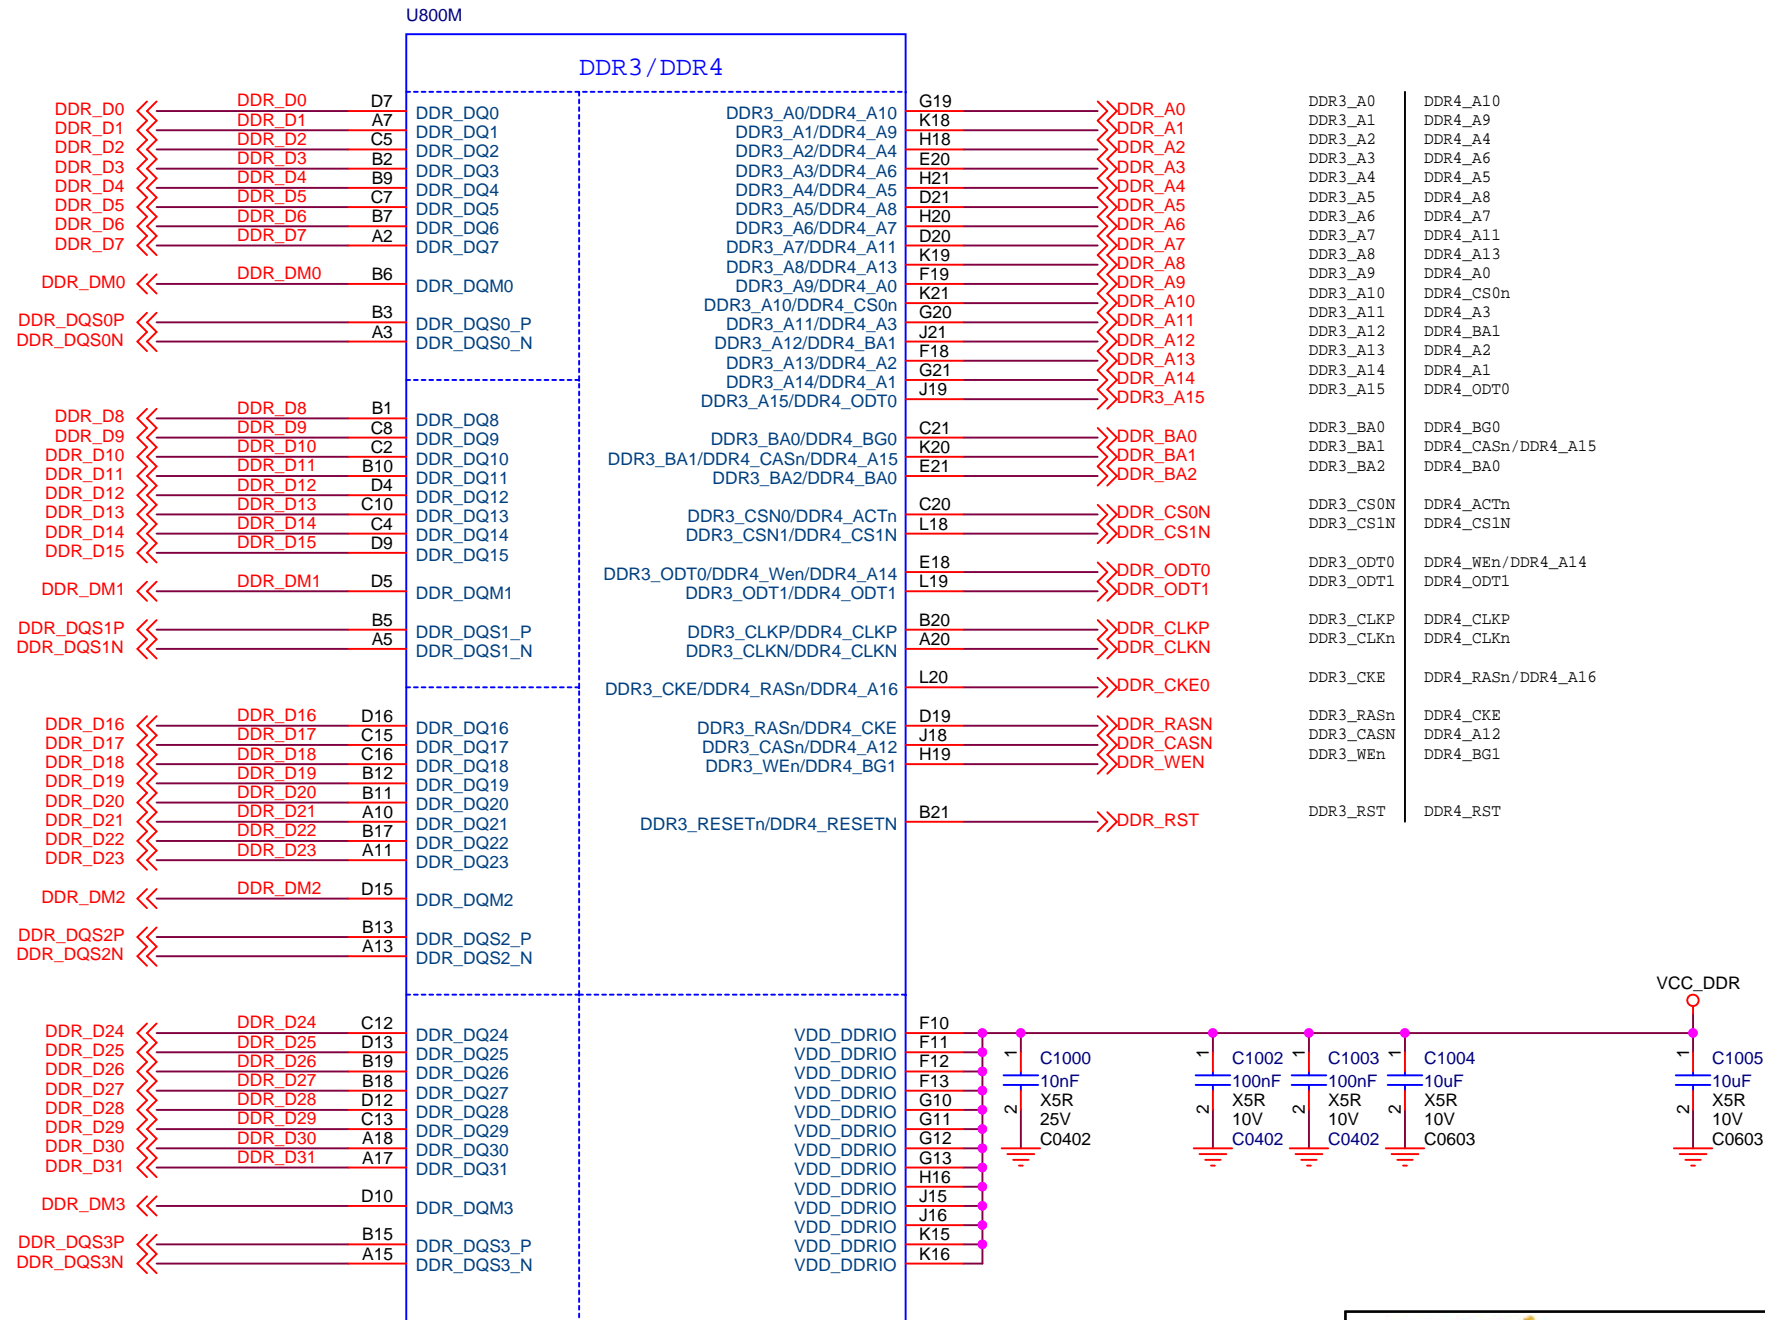 U800M
DDR3/DDR4
DDR_D0 DDR_D0 D7 DDR_DQ0
DDR_D1 DDR_D1 A7 DDR_DQ1
DDR_D2 DDR_D2 C5 DDR_DQ2
DDR_D3 DDR_D3 B2 DDR_DQ3
DDR_D4 DDR_D4 B9 DDR_DQ4
DDR_D5 DDR_D5 C7 DDR_DQ5
DDR_D6 DDR_D6 B7 DDR_DQ6
DDR_D7 DDR_D7 A2 DDR_DQ7
DDR_DM0 DDR_DM0 B6 DDR_DQM0
DDR_DQS0P B3 DDR_DQS0_P
DDR_DQS0N A3 DDR_DQS0_N
DDR_D8 DDR_D8 B1 DDR_DQ8
DDR_D9 DDR_D9 C8 DDR_DQ9
DDR_D10 DDR_D10 C2 DDR_DQ10
DDR_D11 DDR_D11 B10 DDR_DQ11
DDR_D12 DDR_D12 D4 DDR_DQ12
DDR_D13 DDR_D13 C10 DDR_DQ13
DDR_D14 DDR_D14 C4 DDR_DQ14
DDR_D15 DDR_D15 D9 DDR_DQ15
DDR_DM1 DDR_DM1 D5 DDR_DQM1
DDR_DQS1P B5 DDR_DQS1_P
DDR_DQS1N A5 DDR_DQS1_N
DDR_D16 DDR_D16 D16 DDR_DQ16
DDR_D17 DDR_D17 C15 DDR_DQ17
DDR_D18 DDR_D18 C16 DDR_DQ18
DDR_D19 DDR_D19 B12 DDR_DQ19
DDR_D20 DDR_D20 B11 DDR_DQ20
DDR_D21 DDR_D21 A10 DDR_DQ21
DDR_D22 DDR_D22 B17 DDR_DQ22
DDR_D23 DDR_D23 A11 DDR_DQ23
DDR_DM2 DDR_DM2 D15 DDR_DQM2
DDR_DQS2P B13 DDR_DQS2_P
DDR_DQS2N A13 DDR_DQS2_N
DDR_D24 DDR_D24 C12 DDR_DQ24
DDR_D25 DDR_D25 D13 DDR_DQ25
DDR_D26 DDR_D26 B19 DDR_DQ26
DDR_D27 DDR_D27 B18 DDR_DQ27
DDR_D28 DDR_D28 D12 DDR_DQ28
DDR_D29 DDR_D29 C13 DDR_DQ29
DDR_D30 DDR_D30 A18 DDR_DQ30
DDR_D31 DDR_D31 A17 DDR_DQ31
DDR_DM3 D10 DDR_DQM3
DDR_DQS3P B15 DDR_DQS3_P
DDR_DQS3N A15 DDR_DQS3_N
DDR3_A0/DDR4_A10 G19 DDR_A0
DDR3_A1/DDR4_A9 K18 DDR_A1
DDR3_A2/DDR4_A4 H18 DDR_A2
DDR3_A3/DDR4_A6 E20 DDR_A3
DDR3_A4/DDR4_A5 H21 DDR_A4
DDR3_A5/DDR4_A8 D21 DDR_A5
DDR3_A6/DDR4_A7 H20 DDR_A6
DDR3_A7/DDR4_A11 D20 DDR_A7
DDR3_A8/DDR4_A13 K19 DDR_A8
DDR3_A9/DDR4_A0 F19 DDR_A9
DDR3_A10/DDR4_CS0n K21 DDR_A10
DDR3_A11/DDR4_A3 G20 DDR_A11
DDR3_A12/DDR4_BA1 J21 DDR_A12
DDR3_A13/DDR4_A2 F18 DDR_A13
DDR3_A14/DDR4_A1 G21 DDR_A14
DDR3_A15/DDR4_ODT0 J19 DDR3_A15
DDR3_BA0/DDR4_BG0 C21 DDR_BA0
DDR3_BA1/DDR4_CASn/DDR4_A15 K20 DDR_BA1
DDR3_BA2/DDR4_BA0 E21 DDR_BA2
DDR3_CSN0/DDR4_ACTn C20 DDR_CS0N
DDR3_CSN1/DDR4_CS1N L18 DDR_CS1N
DDR3_ODT0/DDR4_Wen/DDR4_A14 E18 DDR_ODT0
DDR3_ODT1/DDR4_ODT1 L19 DDR_ODT1
DDR3_CLKP/DDR4_CLKP B20 DDR_CLKP
DDR3_CLKN/DDR4_CLKN A20 DDR_CLKN
DDR3_CKE/DDR4_RASn/DDR4_A16 L20 DDR_CKE0
DDR3_RASn/DDR4_CKE D19 DDR_RASN
DDR3_CASn/DDR4_A12 J18 DDR_CASN
DDR3_WEn/DDR4_BG1 H19 DDR_WEN
DDR3_RESETn/DDR4_RESETN B21 DDR_RST
VDD_DDRIO F10
VDD_DDRIO F11
VDD_DDRIO F12
VDD_DDRIO F13
VDD_DDRIO G10
VDD_DDRIO G11
VDD_DDRIO G12
VDD_DDRIO G13
VDD_DDRIO H16
VDD_DDRIO J15
VDD_DDRIO J16
VDD_DDRIO K15
VDD_DDRIO K16
DDR3_A0 DDR4_A10
DDR3_A1 DDR4_A9
DDR3_A2 DDR4_A4
DDR3_A3 DDR4_A6
DDR3_A4 DDR4_A5
DDR3_A5 DDR4_A8
DDR3_A6 DDR4_A7
DDR3_A7 DDR4_A11
DDR3_A8 DDR4_A13
DDR3_A9 DDR4_A0
DDR3_A10 DDR4_CS0n
DDR3_A11 DDR4_A3
DDR3_A12 DDR4_BA1
DDR3_A13 DDR4_A2
DDR3_A14 DDR4_A1
DDR3_A15 DDR4_ODT0
DDR3_BA0 DDR4_BG0
DDR3_BA1 DDR4_CASn/DDR4_A15
DDR3_BA2 DDR4_BA0
DDR3_CS0N DDR4_ACTn
DDR3_CS1N DDR4_CS1N
DDR3_ODT0 DDR4_WEn/DDR4_A14
DDR3_ODT1 DDR4_ODT1
DDR3_CLKP DDR4_CLKP
DDR3_CLKn DDR4_CLKn
DDR3_CKE DDR4_RASn/DDR4_A16
DDR3_RASn DDR4_CKE
DDR3_CASN DDR4_A12
DDR3_WEn DDR4_BG1
DDR3_RST DDR4_RST
VCC_DDR
1 C1000 1 C1002 1 C1003 1 C1004 1 C1005
10nF 100nF 100nF 10uF 10uF
2 X5R 2 X5R 2 X5R 2 X5R 2 X5R
25V 10V 10V 10V 10V
C0402 C0402 C0402 C0603 C0603